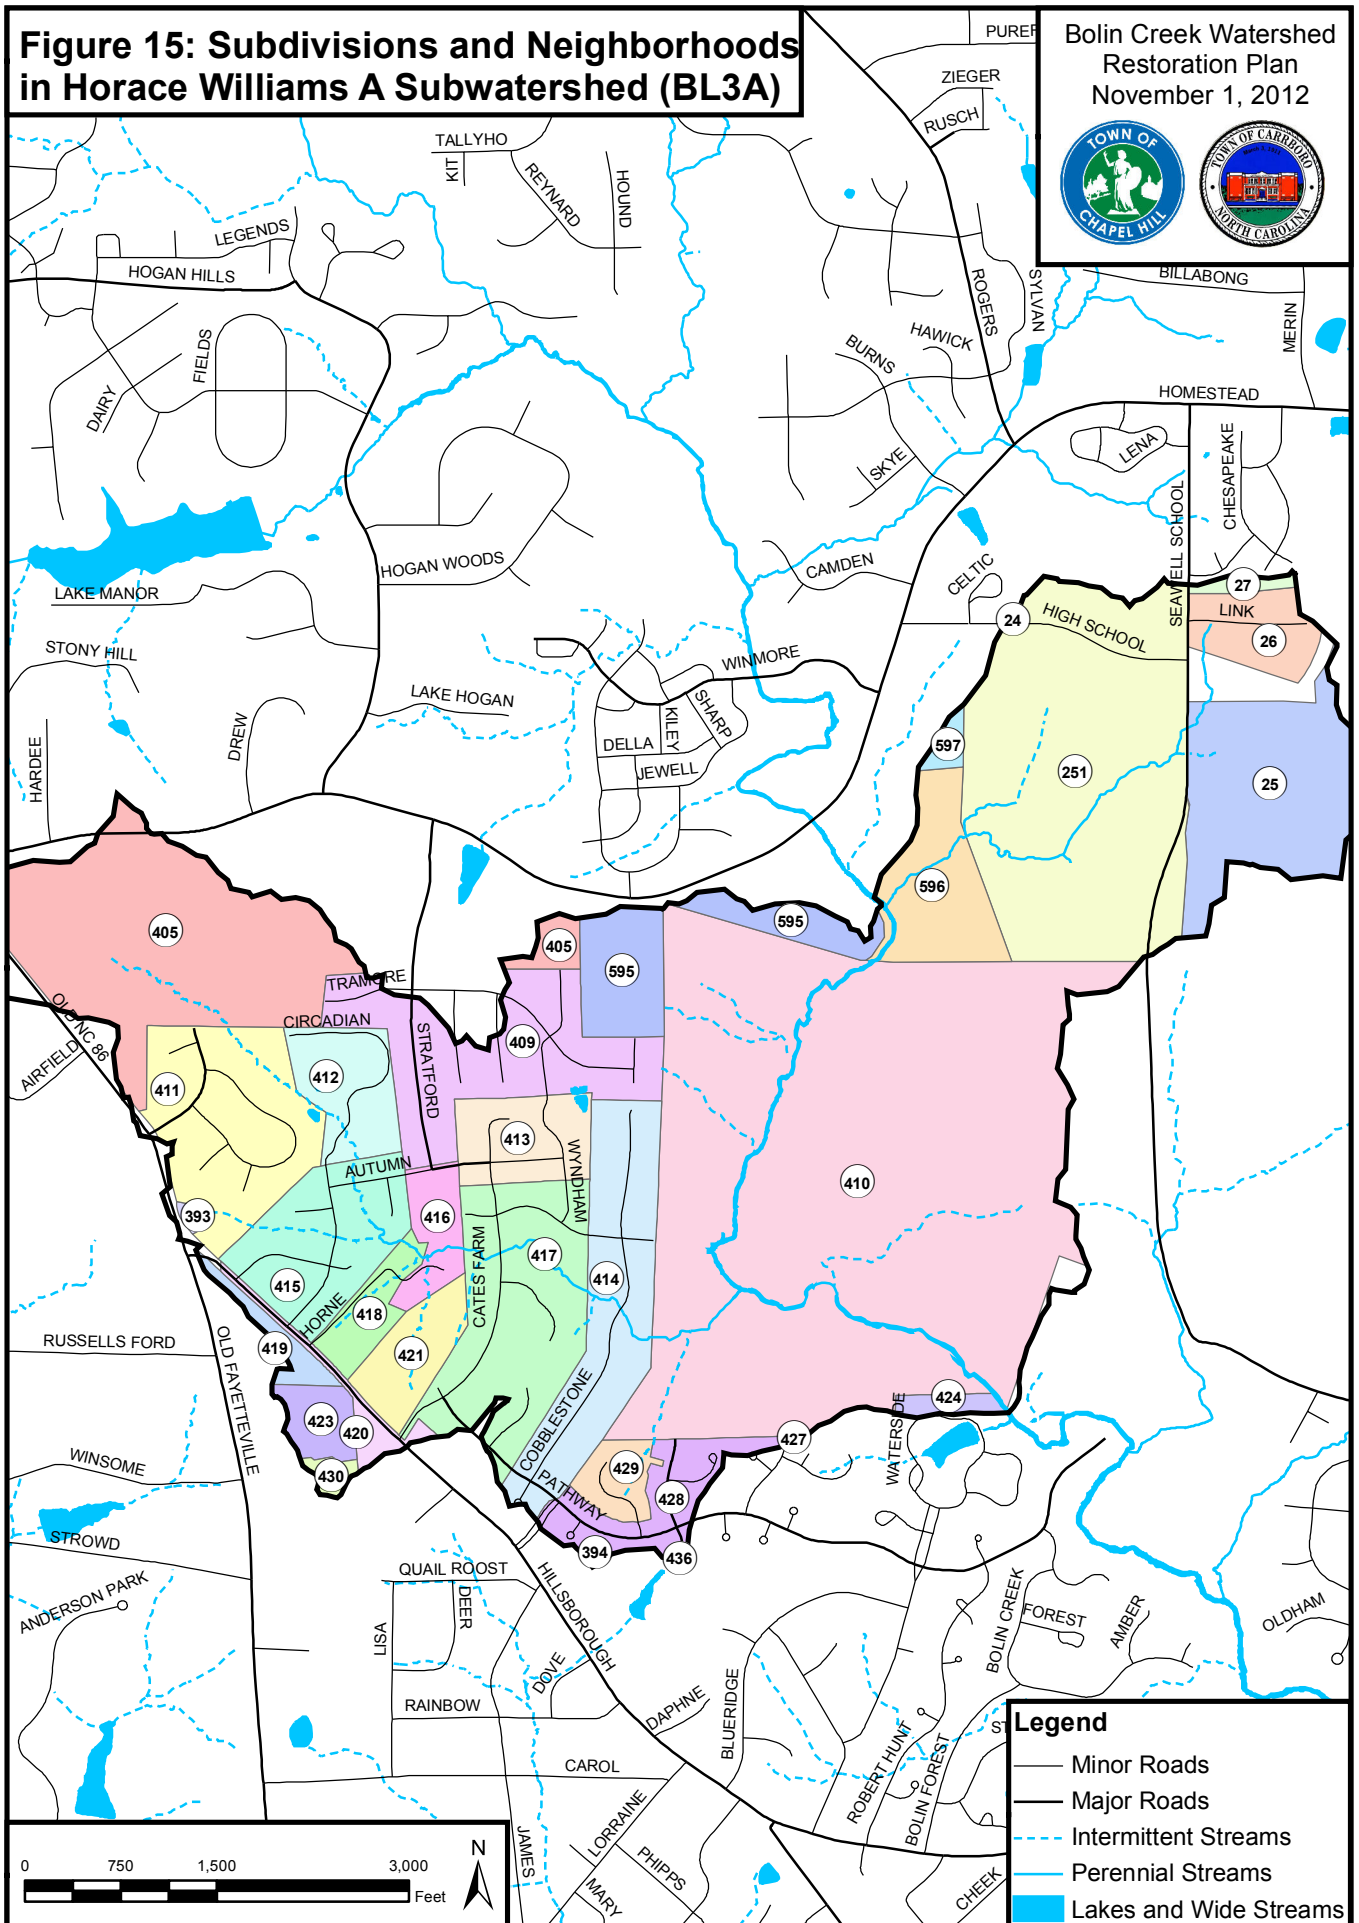 Figure 15: Subdivisions and Neighborhoods
in Horace Williams A Subwatershed (BL3A)
Bolin Creek Watershed
Restoration Plan
November 1, 2012
TOWN OF
CHAPEL HILL
TOWN OF CARRBORO
NORTH CAROLINA
ZIEGER
RUSCH
TALLYHO
KIT
REYNARD
HOUND
LEGENDS
HOGAN HILLS
ROGERS
SYLVAN
BILLABONG
MERIN
FIELDS
DAIRY
BURNS
HAWICK
HOMESTEAD
LENA
CHESAPEAKE
SKYE
SEAWELL SCHOOL
HOGAN WOODS
CAMDEN
CELTIC
LAKE MANOR
27
LINK
24
HIGH SCHOOL
26
STONY HILL
WINMORE
LAKE HOGAN
SHARP
KILEY
DREW
DELLA
JEWELL
HARDEE
597
251
25
596
595
405
405
595
TRAMORE
OLD NC 86
CIRCADIAN
STRATFORD
409
AIRFIELD
411
412
413
WYNDHAM
AUTUMN
410
393
416
CATES FARM
417
414
415
HORNE
418
RUSSELLS FORD
419
OLD FAYETTEVILLE
421
COBBLESTONE
WATERSIDE
424
423
420
427
WINSOME
430
429
PATHWAY
428
STROWD
394
436
QUAIL ROOST
HILLSBOROUGH
DEER
ANDERSON PARK
LISA
BOLIN CREEK
FOREST
AMBER
OLDHAM
DOVE
RAINBOW
DAPHNE
BLUERIDGE
ROBERT HUNT
BOLIN FOREST
CAROL
LORRAINE
JAMES
PHIPPS
MARY
CHEEK
Legend
Minor Roads
Major Roads
Intermittent Streams
Perennial Streams
Lakes and Wide Streams
0 750 1,500 3,000
Feet
N